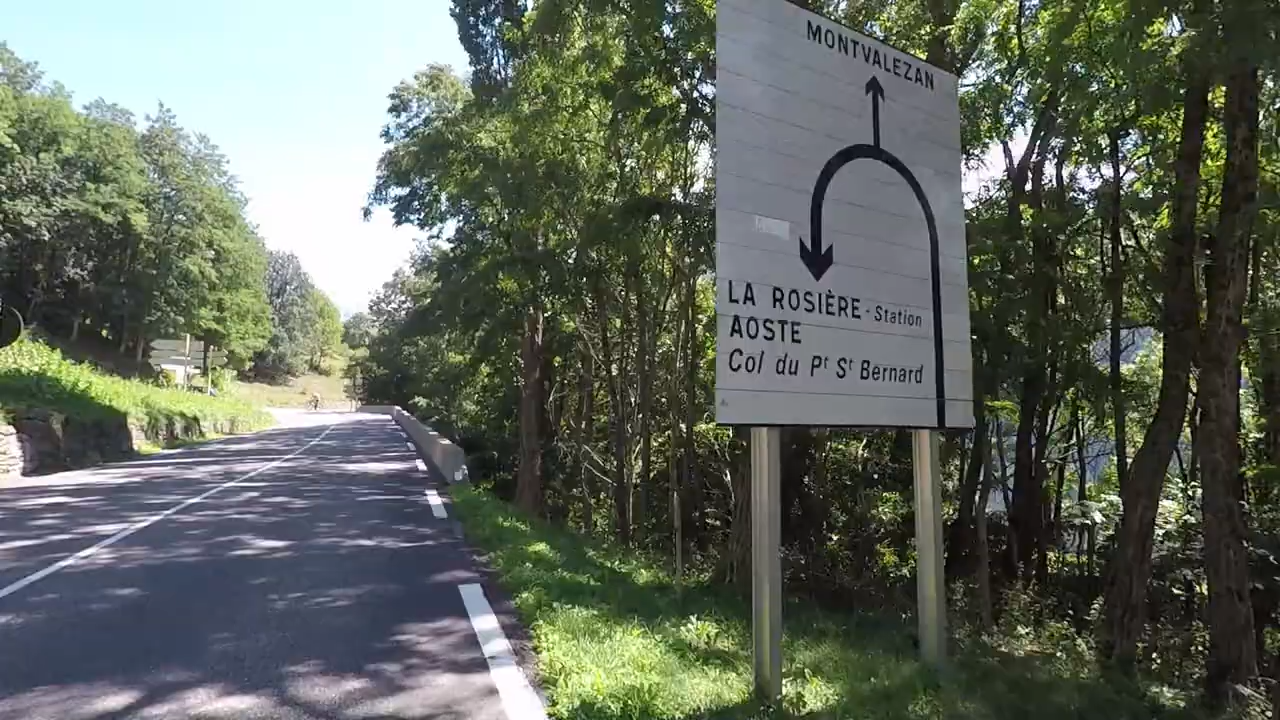 MONTVALEZAN
LA ROSIÈRE - Station
AOSTE
Col du Pt St Bernard